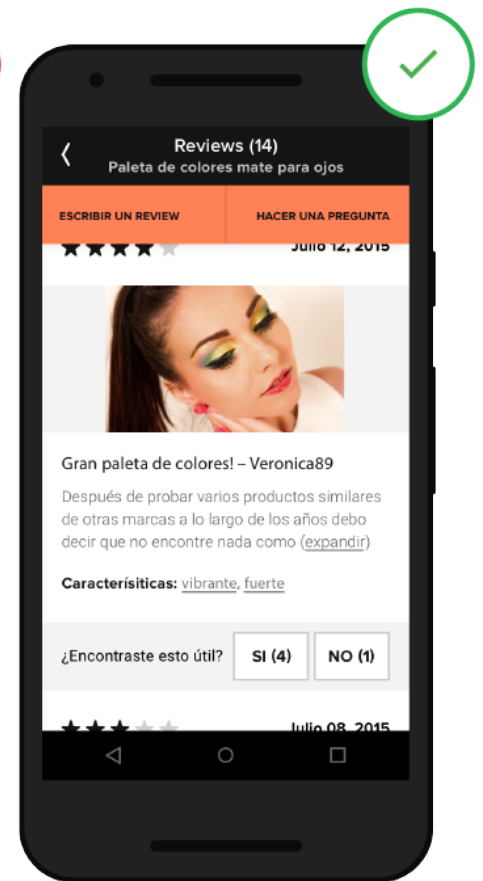 Reviews (14)
Paleta de colores mate para ojos
ESCRIBIR UN REVIEW
HACER UNA PREGUNTA
Julio 12, 2015
Gran paleta de colores! – Veronica89
Después de probar varios productos similares
de otras marcas a lo largo de los años debo
decir que no encontre nada como (expandir)
Caracterísiticas: vibrante, fuerte
¿Encontraste esto útil?
SI (4)
NO (1)
Julio 08, 2015